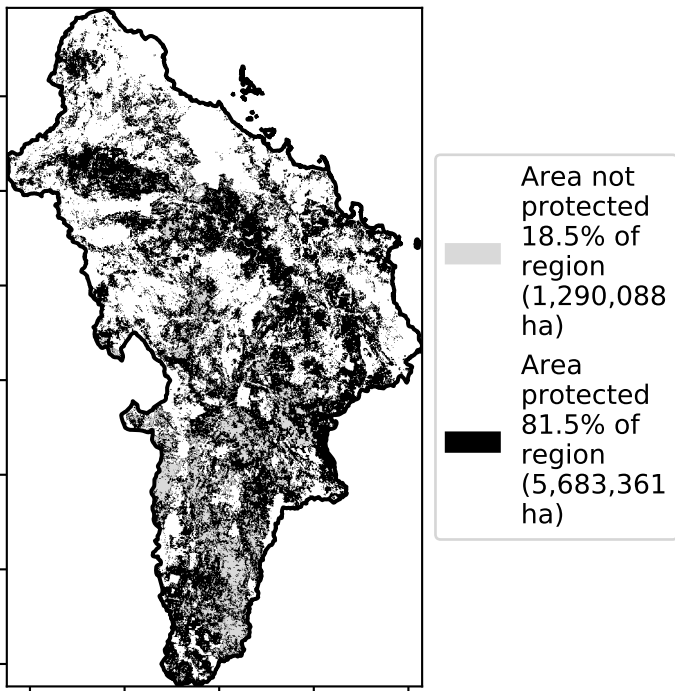 Area not
protected
18.5% of
region
(1,290,088
ha)
Area
protected
81.5% of
region
(5,683,361
ha)